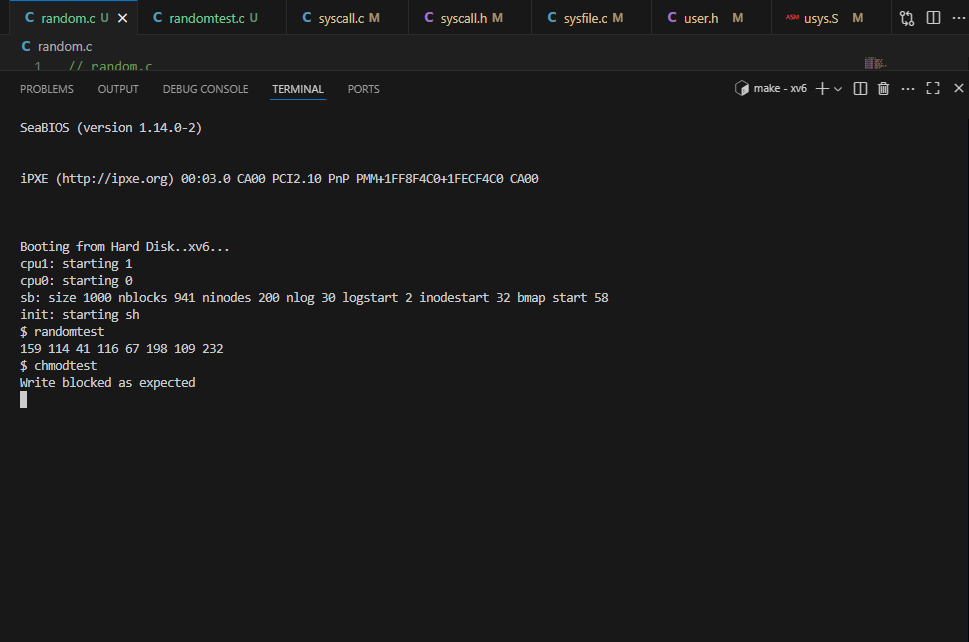 random.c U
randomtest.c U
syscall.c M
syscall.h M
sysfile.c M
user.h M
ASM usys.S M
C random.c
1 // random.c
PROBLEMS OUTPUT DEBUG CONSOLE TERMINAL PORTS
make - xv6
SeaBIOS (version 1.14.0-2)
iPXE (http://ipxe.org) 00:03.0 CA00 PCI2.10 PnP PMM+1FF8F4C0+1FECF4C0 CA00
Booting from Hard Disk..xv6...
cpu1: starting 1
cpu0: starting 0
sb: size 1000 nblocks 941 ninodes 200 nlog 30 logstart 2 inodestart 32 bmap start 58
init: starting sh
$ randomtest
159 114 41 116 67 198 109 232
$ chmodtest
Write blocked as expected